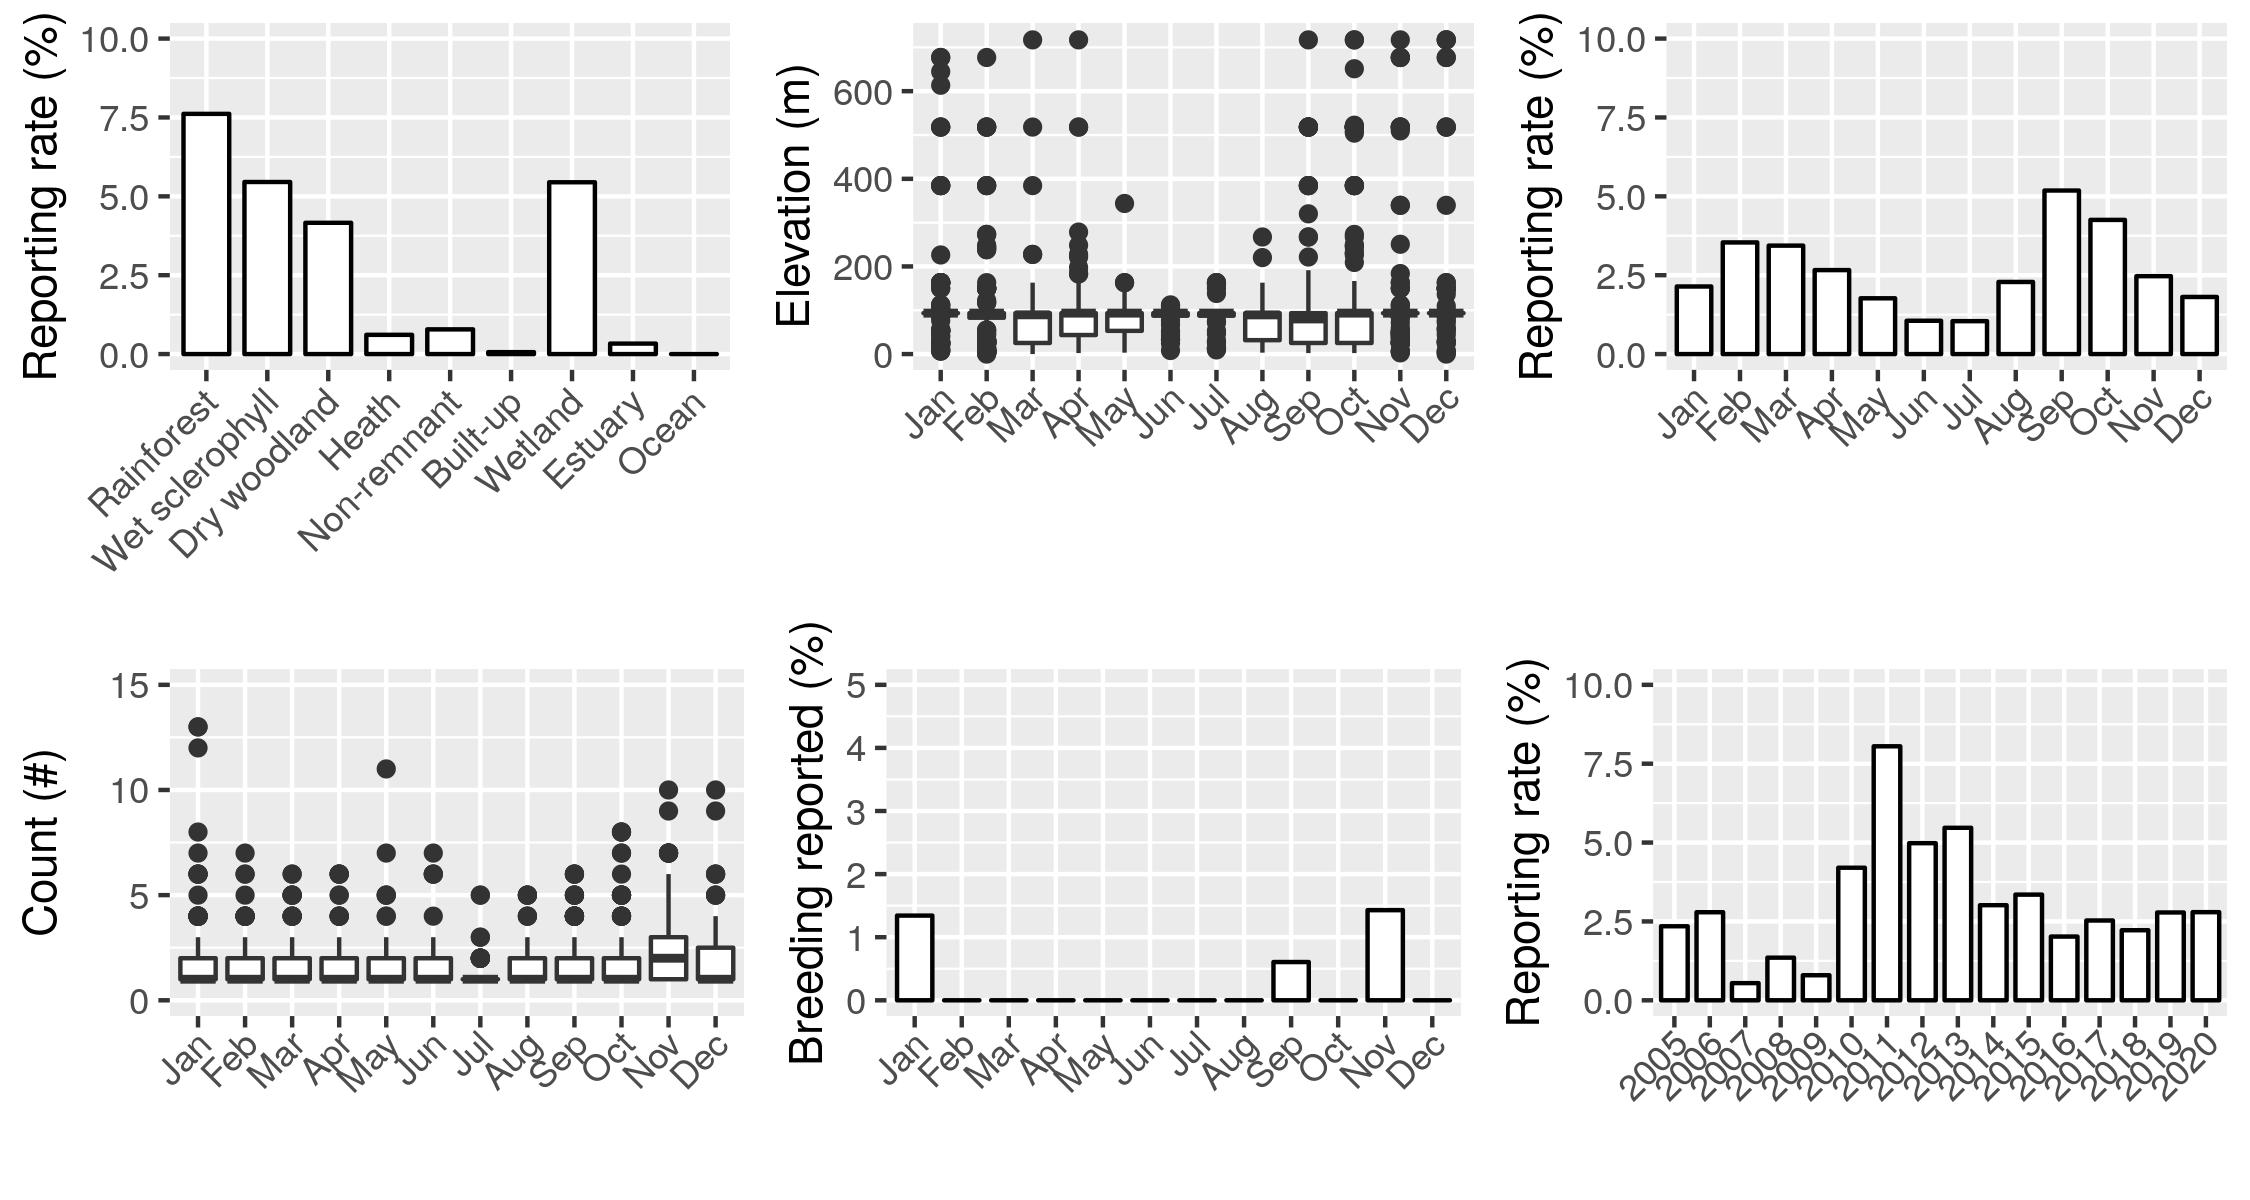 Reporting rate (%)
10.0
7.5
5.0
2.5
0.0
Rainforest
Wet sclerophyll
Dry woodland
Heath
Non-remnant
Built-up
Wetland
Estuary
Ocean
Elevation (m)
600
400
200
0
Jan
Feb
Mar
Apr
May
Jun
Jul
Aug
Sep
Oct
Nov
Dec
Reporting rate (%)
10.0
7.5
5.0
2.5
0.0
Jan
Feb
Mar
Apr
May
Jun
Jul
Aug
Sep
Oct
Nov
Dec
Count (#)
15
10
5
0
Jan
Feb
Mar
Apr
May
Jun
Jul
Aug
Sep
Oct
Nov
Dec
Breeding reported (%)
5
4
3
2
1
0
Jan
Feb
Mar
Apr
May
Jun
Jul
Aug
Sep
Oct
Nov
Dec
Reporting rate (%)
10.0
7.5
5.0
2.5
0.0
2005
2006
2007
2008
2009
2010
2011
2012
2013
2014
2015
2016
2017
2018
2019
2020